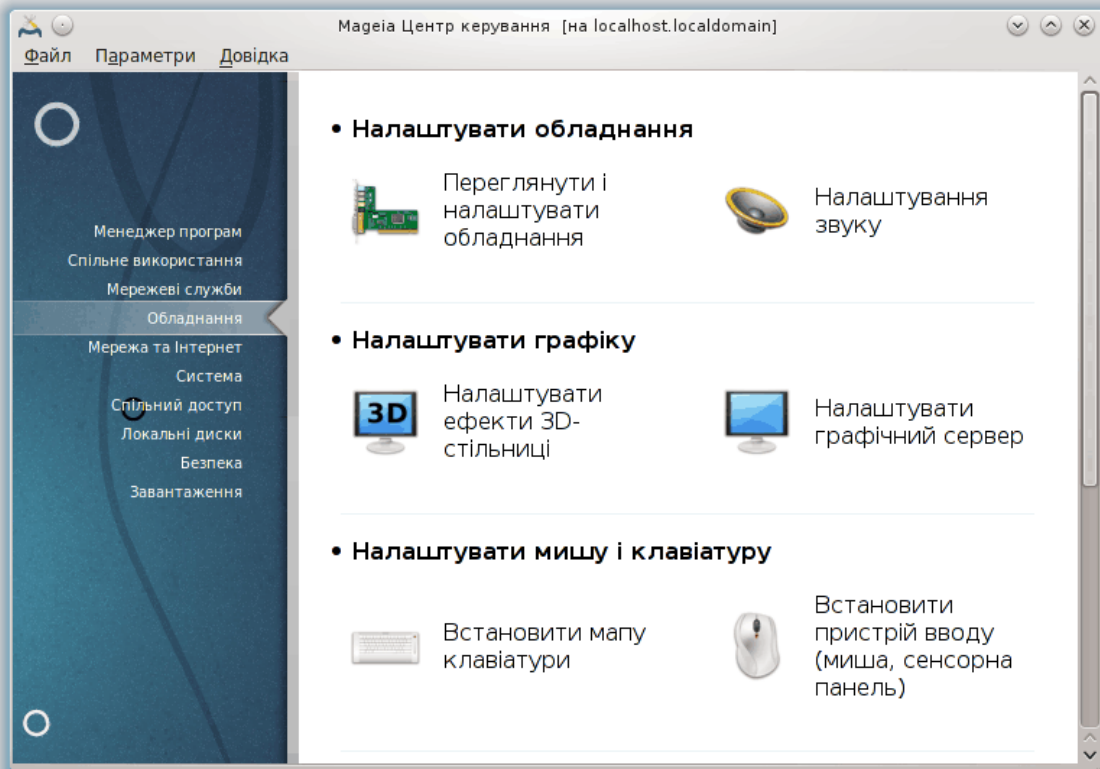 Mageia Центр керування [на localhost.localdomain]
Файл Параметри Довідка
Менеджер програм
Спільне використання
Мережеві служби
Обладнання
Мережа та Інтернет
Система
Спільний доступ
Локальні диски
Безпека
Завантаження
• Налаштувати обладнання
Переглянути і
налаштувати
обладнання
Налаштування
звуку
• Налаштувати графіку
3D
Налаштувати
ефекти 3D-
стільниці
Налаштувати
графічний сервер
• Налаштувати мишу і клавіатуру
Встановити мапу
клавіатури
Встановити
пристрій вводу
(миша, сенсорна
панель)